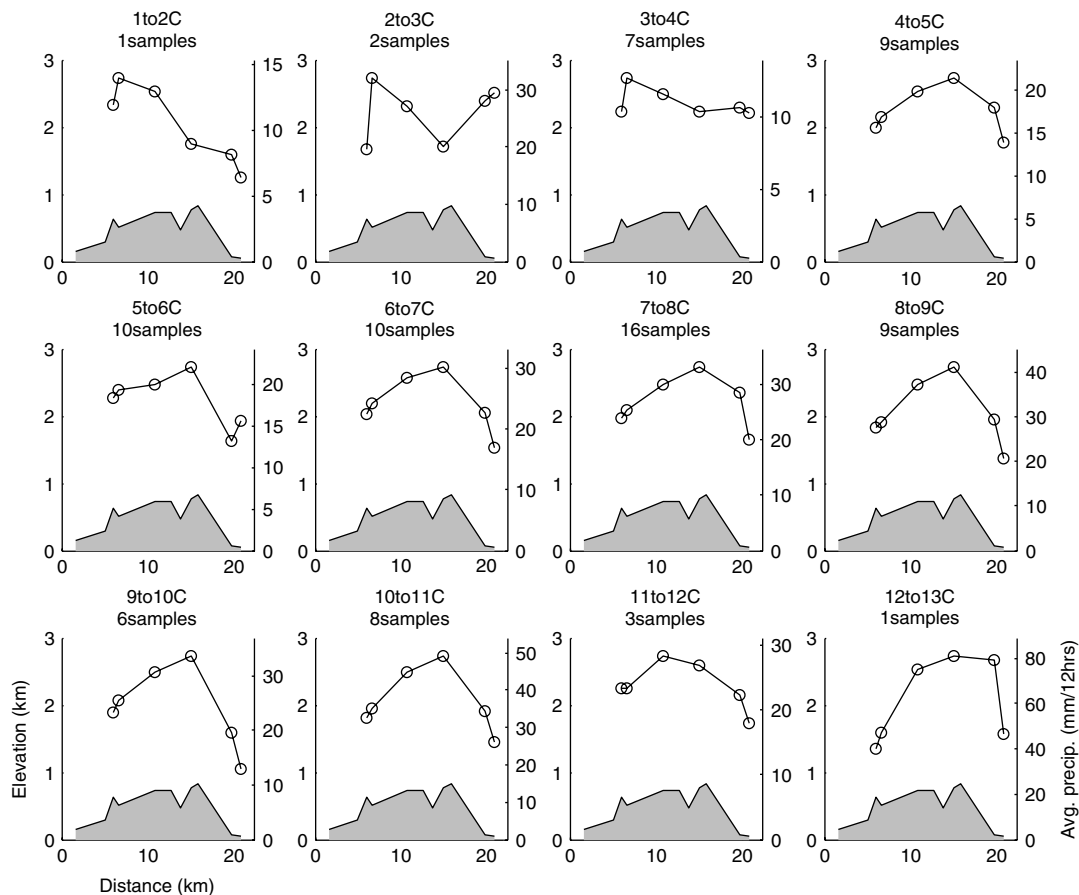 1to2C
1samples
3
2
1
0
15
10
5
0
0 10 20
2to3C
2samples
3
2
1
0
30
20
10
0
0 10 20
3to4C
7samples
3
2
1
0
10
5
0
0 10 20
4to5C
9samples
3
2
1
0
20
15
10
5
0
0 10 20
5to6C
10samples
3
2
1
0
20
15
10
5
0
0 10 20
6to7C
10samples
3
2
1
0
30
20
10
0
0 10 20
7to8C
16samples
3
2
1
0
30
20
10
0
0 10 20
8to9C
9samples
3
2
1
0
40
30
20
10
0
0 10 20
9to10C
6samples
Elevation (km)
3
2
1
0
30
20
10
0
0 10 20
Distance (km)
10to11C
8samples
3
2
1
0
50
40
30
20
10
0
0 10 20
11to12C
3samples
3
2
1
0
30
20
10
0
0 10 20
12to13C
1samples
3
2
1
0
80
60
40
20
0
0 10 20
Avg. precip. (mm/12hrs)